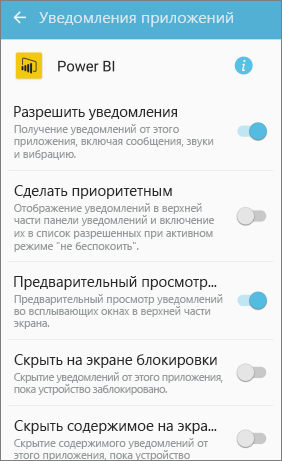 Уведомления приложений
Power BI
Разрешить уведомления
Получение уведомлений от этого
приложения, включая сообщения, звуки
и вибрацию.
Сделать приоритетным
Отображение уведомлений в верхней
части панели уведомлений и включение
их в список разрешенных при активном
режиме "не беспокоить".
Предварительный просмотр...
Предварительный просмотр уведомлений
во всплывающих окнах в верхней части
экрана.
Скрыть на экране блокировки
Скрытие уведомлений от этого приложения,
пока устройство заблокировано.
Скрыть содержимое на экра...
Скрытие содержимого уведомлений от
этого приложения, пока устройство